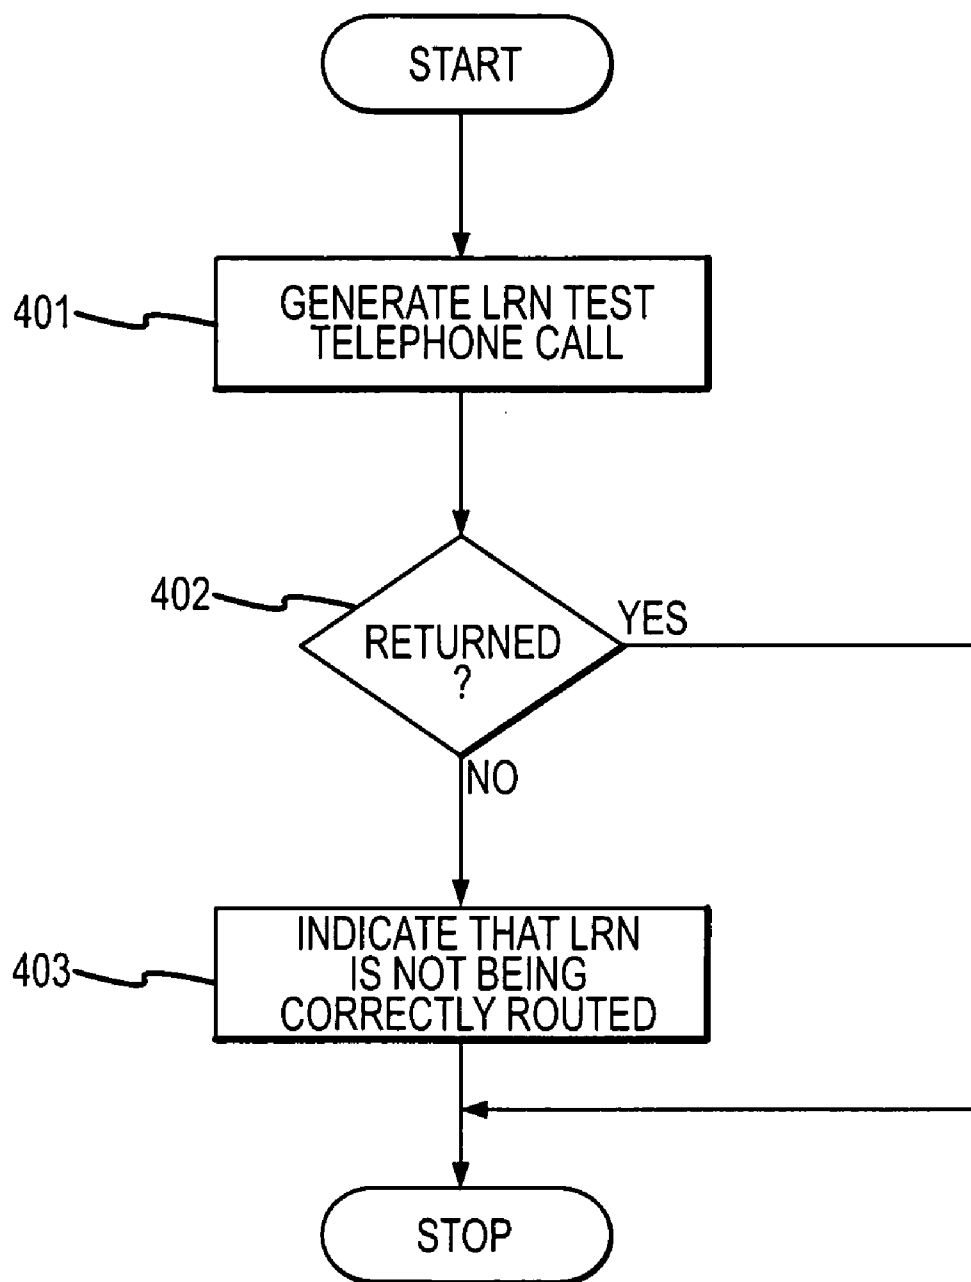 START
401
GENERATE LRN TEST
TELEPHONE CALL
402
RETURNED
?
YES
NO
403
INDICATE THAT LRN
IS NOT BEING
CORRECTLY ROUTED
STOP